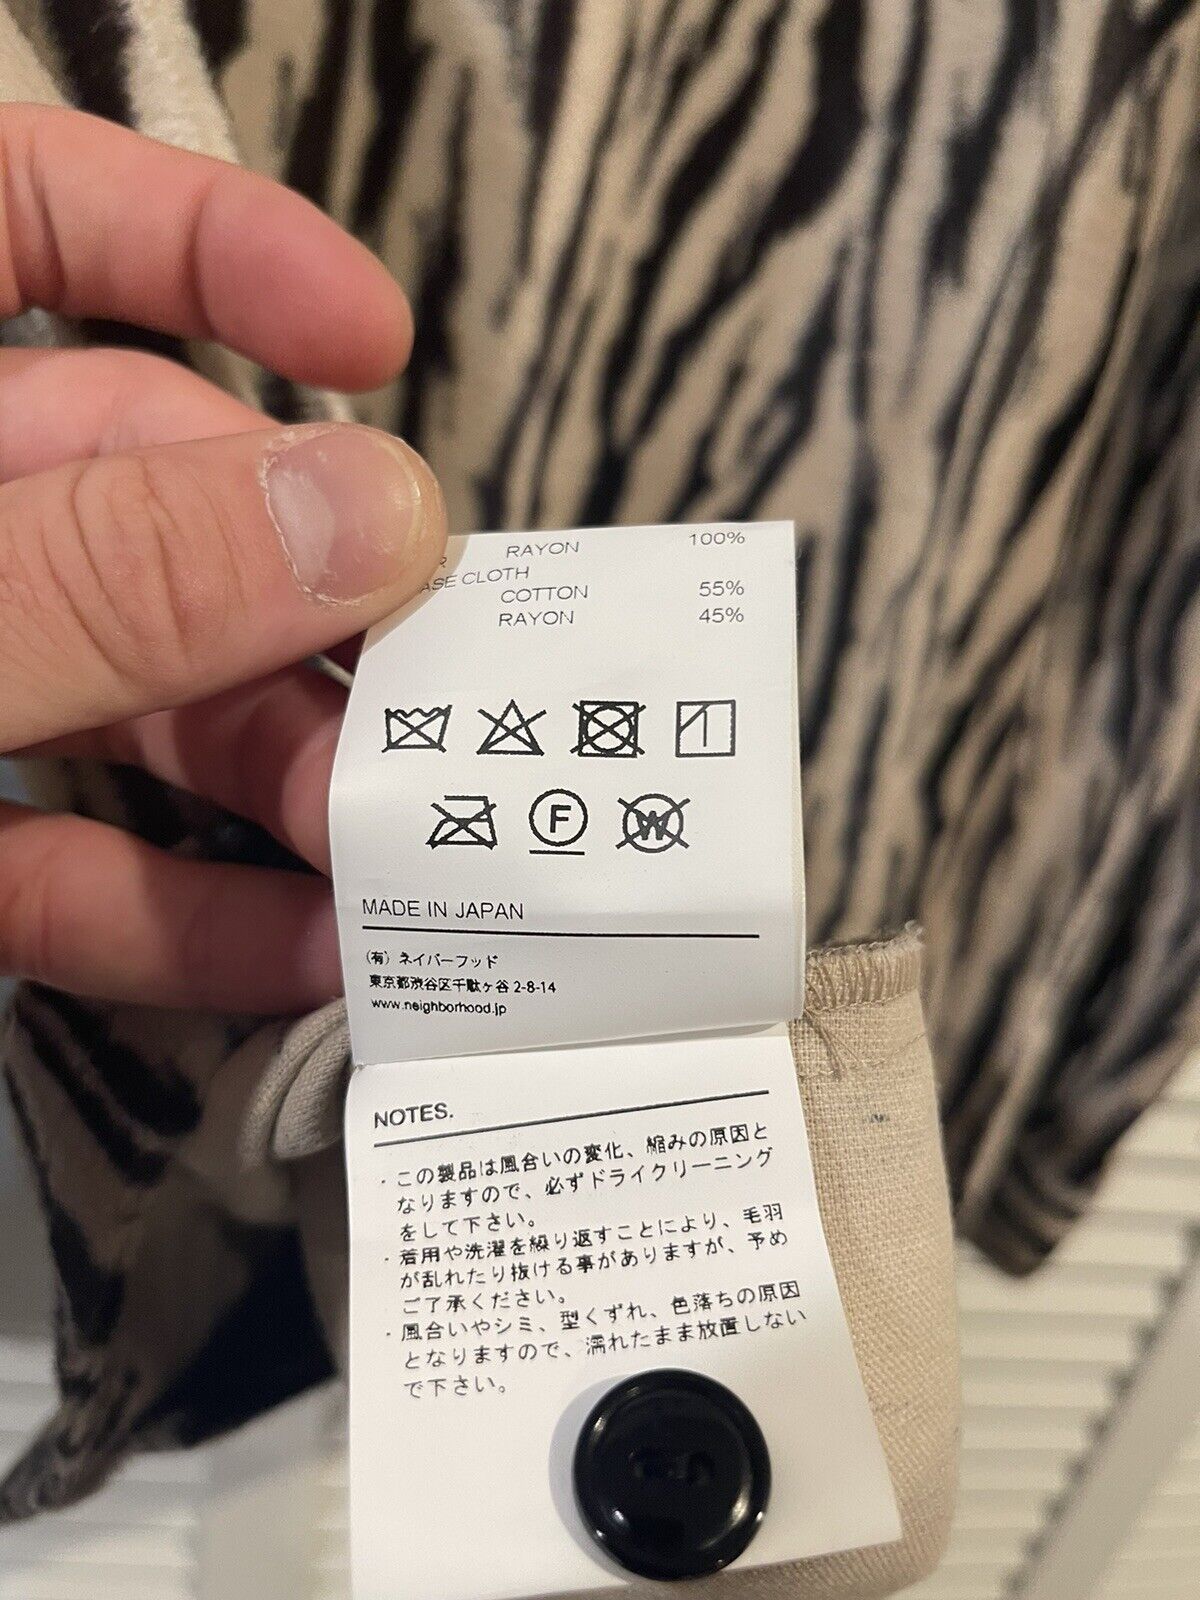 RAYON 100%
ASE CLOTH
COTTON 55%
RAYON 45%
F
W
MADE IN JAPAN
(有) ネイバーフッド
東京都渋谷区千駄ヶ谷 2-8-14
www.neighborhood.jp
NOTES.
・この製品は風合いの変化、縮みの原因と
なりますので、必ずドライクリーニング
をして下さい。
・着用や洗濯を繰り返すことにより、毛羽
が乱れたり抜ける事がありますが、予め
ご了承ください。
・風合いやシミ、型くずれ、色落ちの原因
となりますので、濡れたまま放置しない
で下さい。